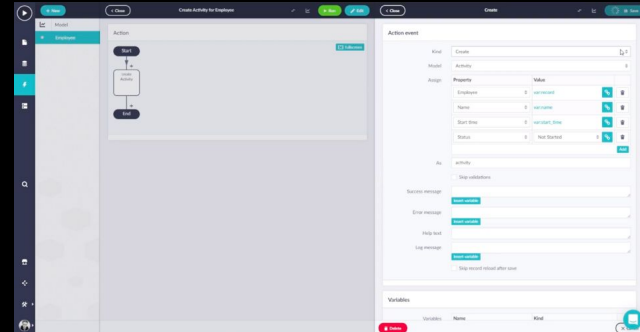 + New
< Close
Create Activity for Employee
Run
Edit
< Close
Create
Save
Model
Employee
Action
Start
create
Activity
End
Action event
Kind
Create
Model
Activity
Assign
Property
Value
Employee
var:record
Name
var:name
Start time
var:start_time
Status
Not Started
Add
As
activity
Skip validations
Success message
Insert variable
Error message
Insert variable
Help text
Log message
Insert variable
Skip record reload after save
Variables
Variables
Name
Kind
Delete